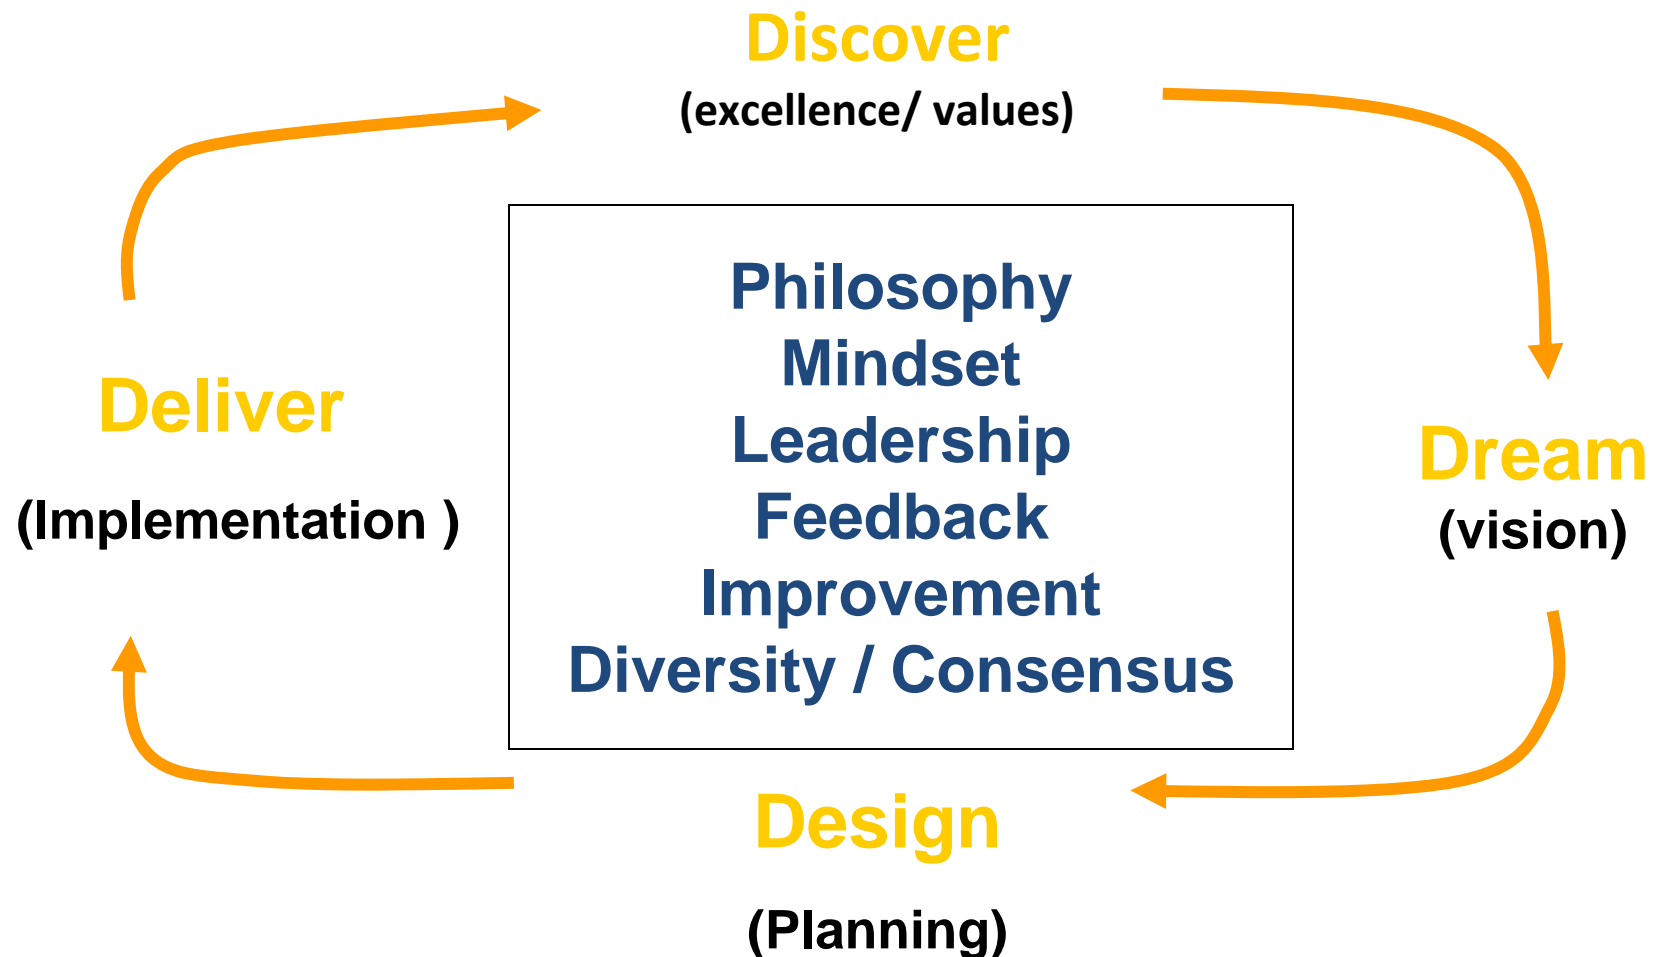 Discover
(excellence/ values)
Philosophy
Mindset
Leadership
Feedback
Improvement
Diversity / Consensus
Deliver
(Implementation )
Dream
(vision)
Design
(Planning)